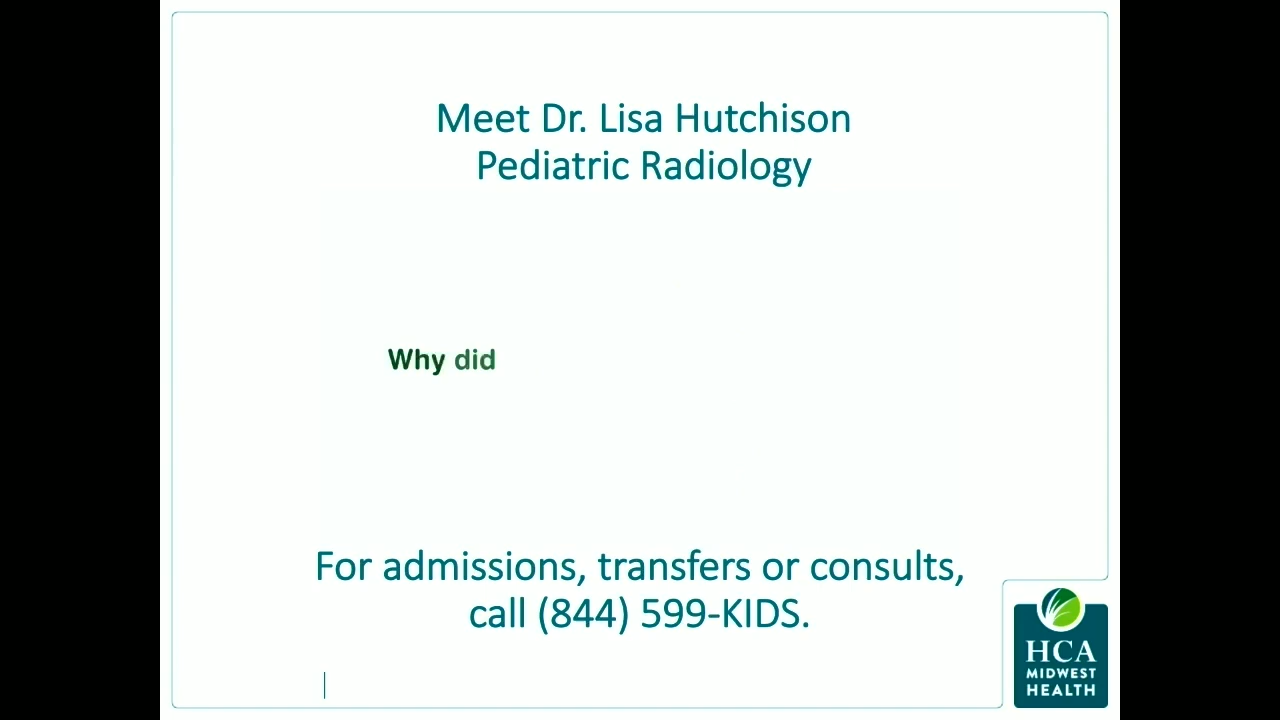 Meet Dr. Lisa Hutchison
Pediatric Radiology
Why did
For admissions, transfers or consults,
call (844) 599-KIDS.
HCA
MIDWEST
HEALTH